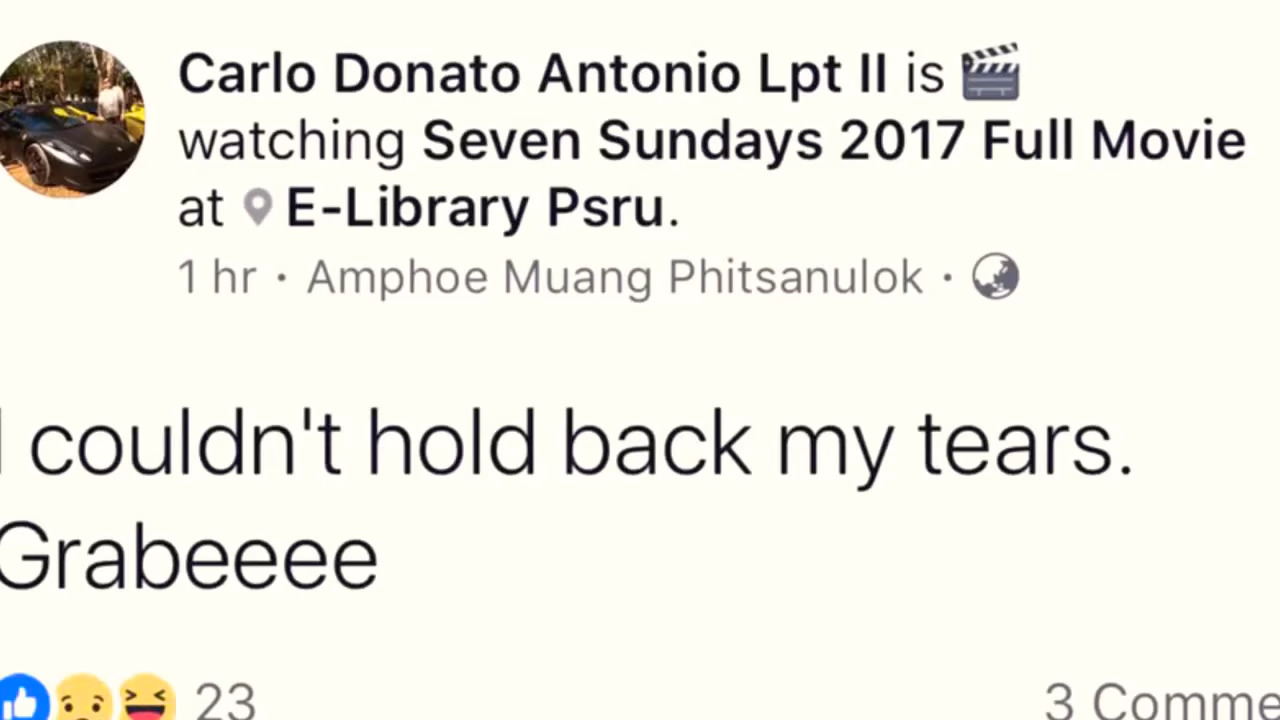 Carlo Donato Antonio Lpt II is
watching Seven Sundays 2017 Full Movie
at E-Library Psru.
1 hr · Amphoe Muang Phitsanulok ·
I couldn't hold back my tears.
Grabeeee
23 3 Comme